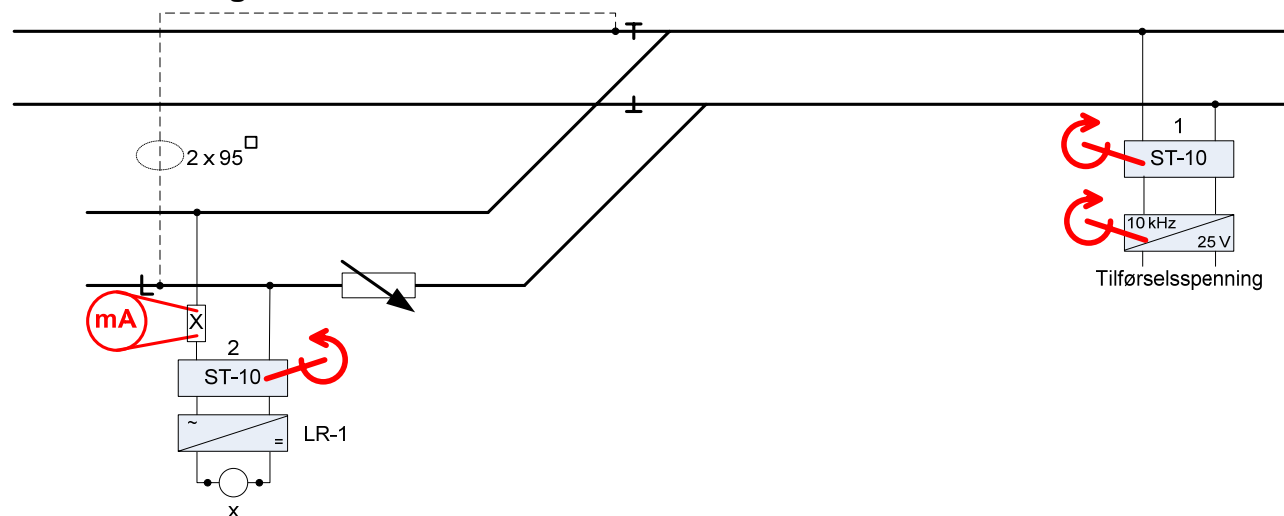 2 x 95□
1
ST-10
10 kHz
25 V
Tilførselsspenning
mA
X
2
ST-10
~
=
LR-1
x